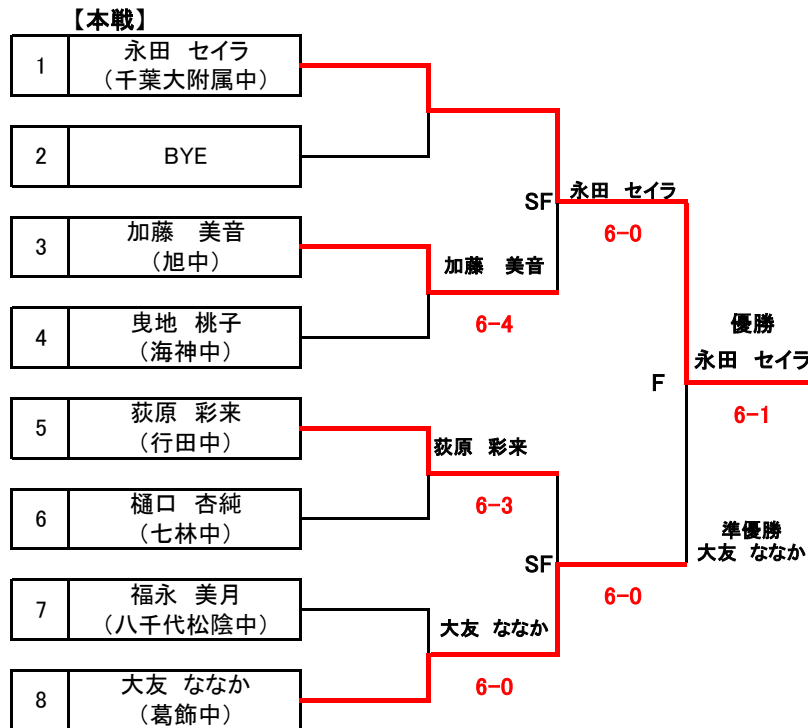 【本戦】
1
永田 セイラ
（千葉大附属中）
2
BYE
3
加藤 美音
（旭中）
4
曳地 桃子
（海神中）
5
荻原 彩来
（行田中）
6
樋口 杏純
（七林中）
7
福永 美月
（八千代松陰中）
8
大友 ななか
（葛飾中）
加藤 美音
6-4
荻原 彩来
6-3
大友 ななか
6-0
SF
永田 セイラ
6-0
SF
6-0
F
優勝
永田 セイラ
6-1
準優勝
大友 ななか